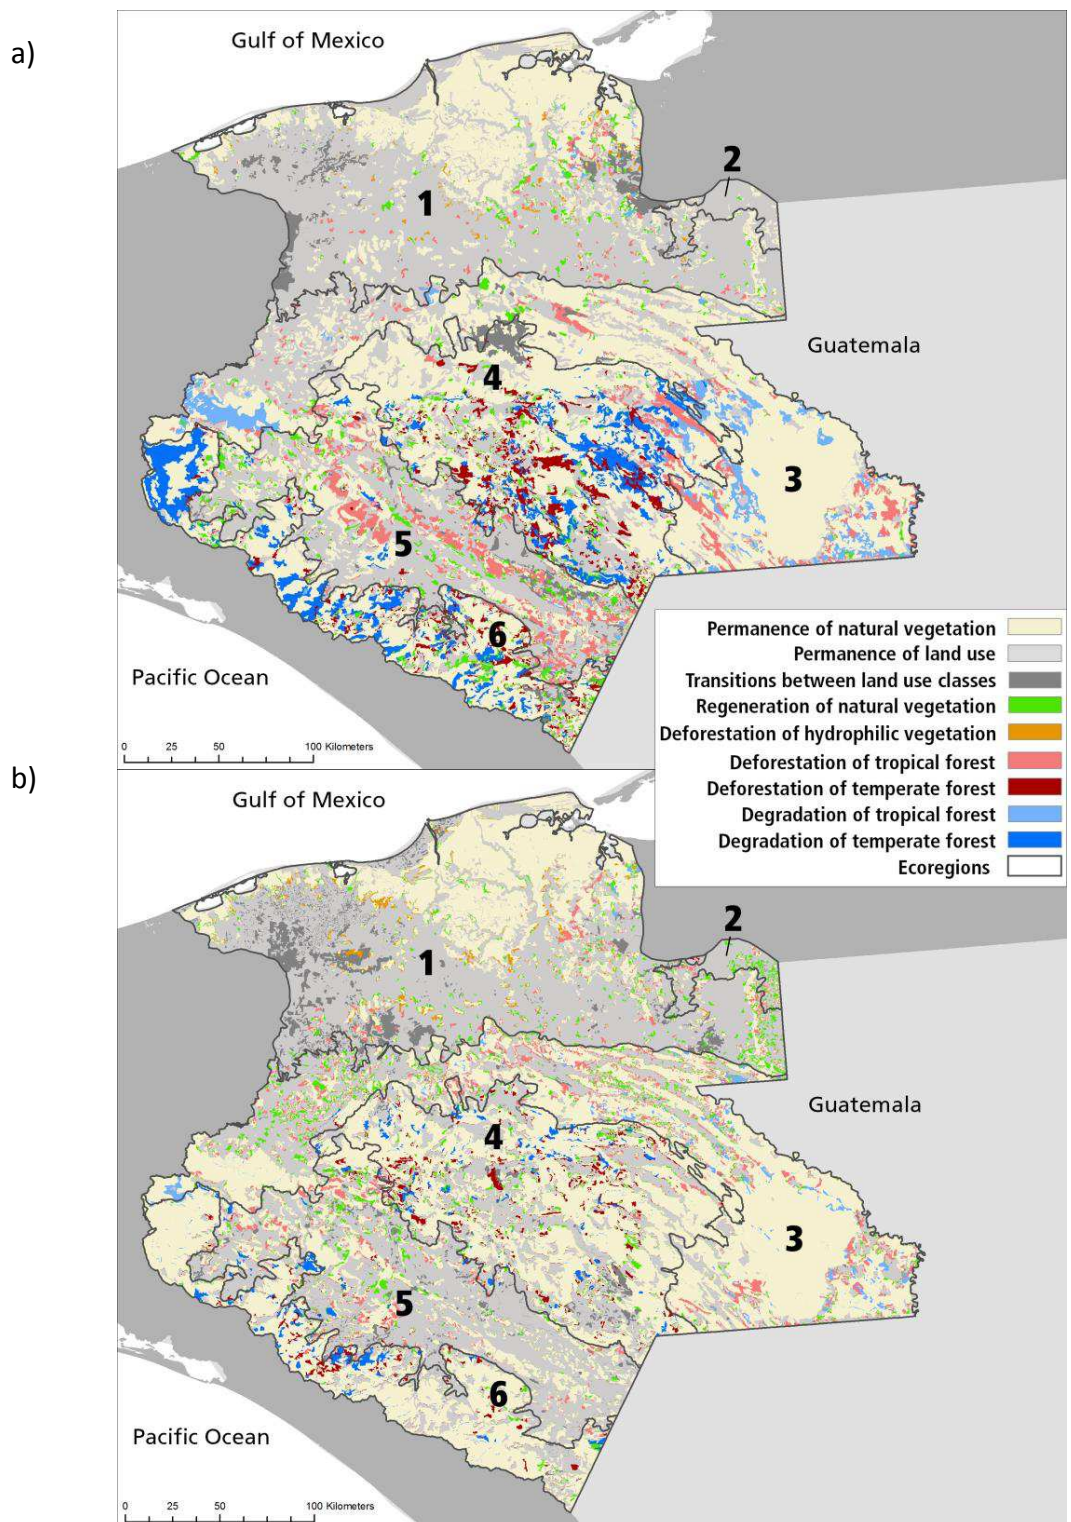 a)
Gulf of Mexico
2
1
Guatemala
4
3
5
6
Pacific Ocean
0 25 50 100 Kilometers
Permanence of natural vegetation
Permanence of land use
Transitions between land use classes
Regeneration of natural vegetation
Deforestation of hydrophilic vegetation
Deforestation of tropical forest
Deforestation of temperate forest
Degradation of tropical forest
Degradation of temperate forest
Ecoregions
b)
Gulf of Mexico
2
1
Guatemala
4
3
5
6
Pacific Ocean
0 25 50 100 Kilometers